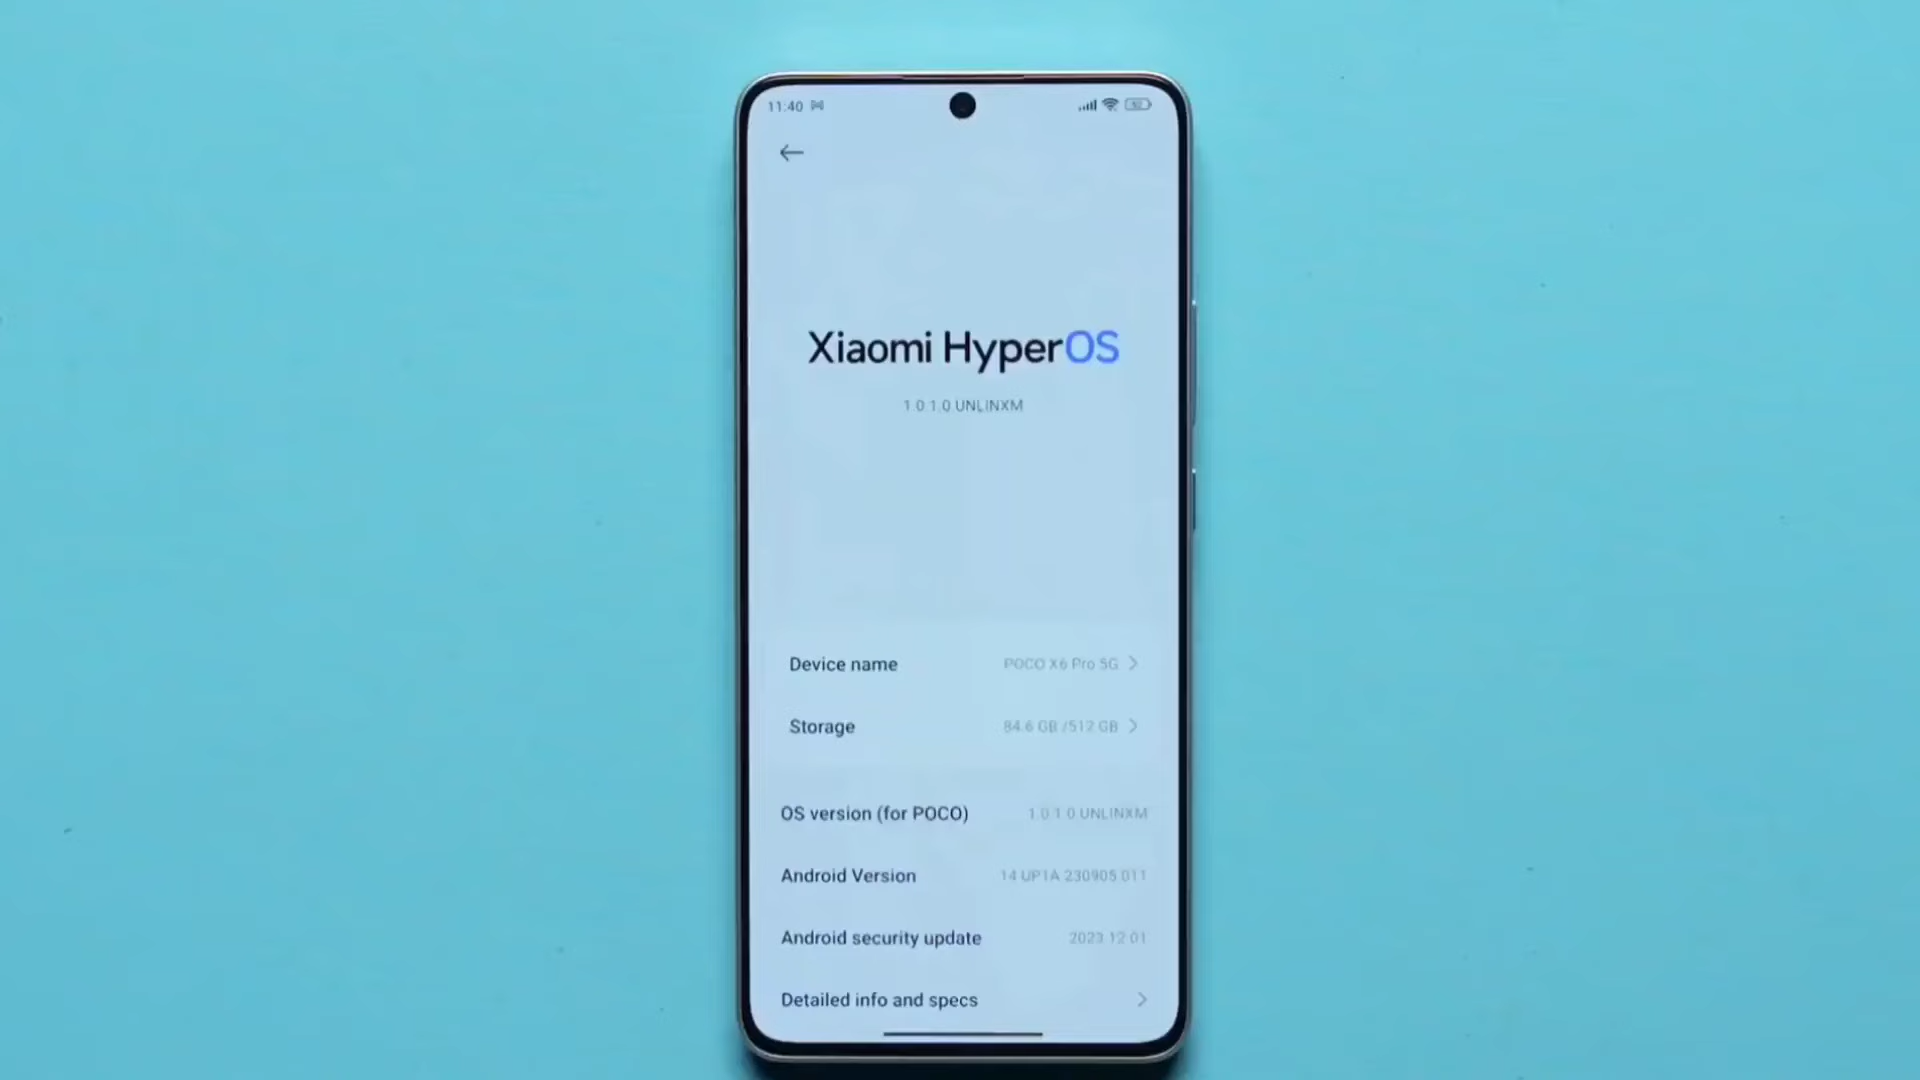 11:40
Xiaomi HyperOS
1.0.1.0.UNLINXM
Device name POCO X6 Pro 5G
Storage 84.6 GB /512 GB
OS version (for POCO) 1.0.1.0.UNLINXM
Android Version 14 UP1A.230905.011
Android security update 2023-12-01
Detailed info and specs